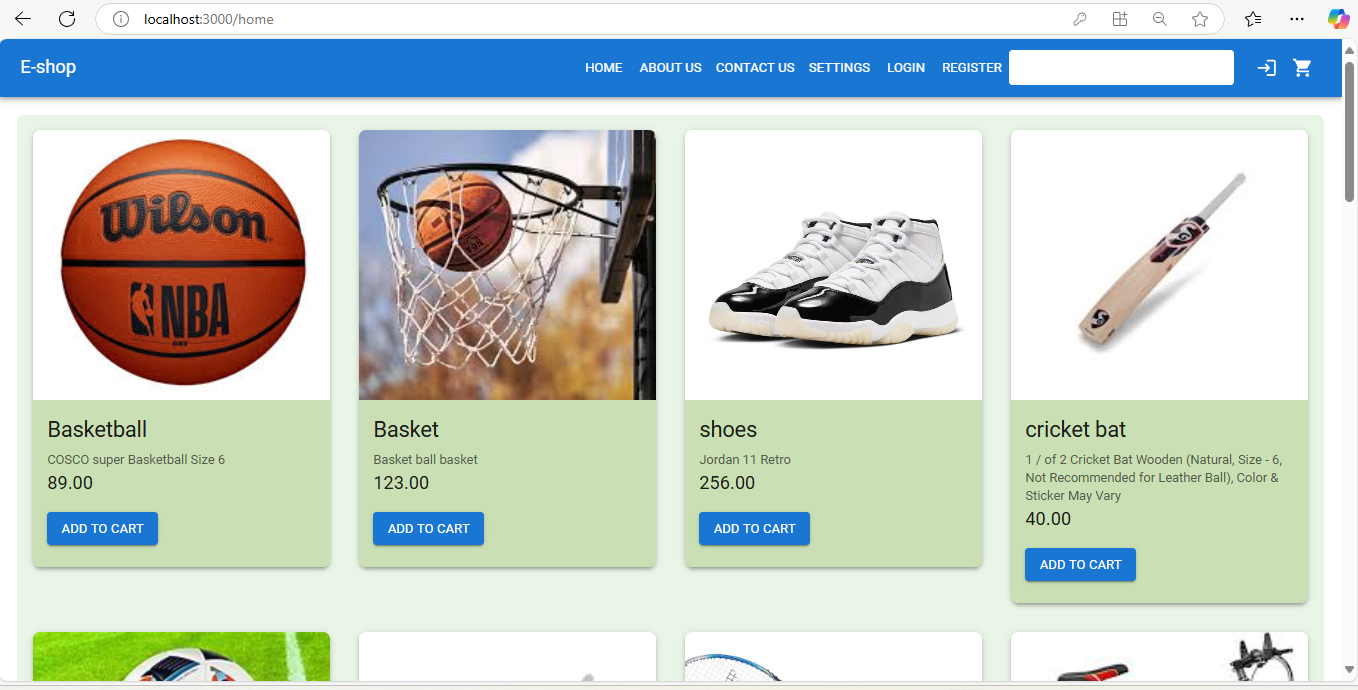 localhost:3000/home
E-shop
HOME ABOUT US CONTACT US SETTINGS LOGIN REGISTER
Wilson
NBA
Basketball
COSCO super Basketball Size 6
89.00
ADD TO CART
Basket
Basket ball basket
123.00
ADD TO CART
shoes
Jordan 11 Retro
256.00
ADD TO CART
cricket bat
1 / of 2 Cricket Bat Wooden (Natural, Size - 6,
Not Recommended for Leather Ball), Color &
Sticker May Vary
40.00
ADD TO CART